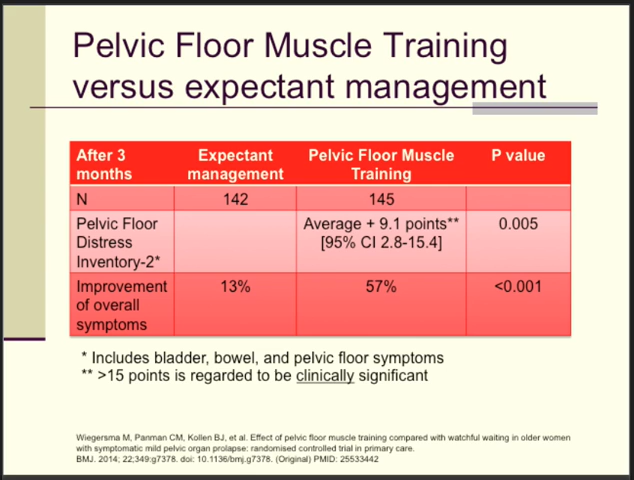 Pelvic Floor Muscle Training
versus expectant management
After 3 months
Expectant management
Pelvic Floor Muscle Training
P value
N
142
145
Pelvic Floor Distress Inventory-2*
Average + 9.1 points**
[95% CI 2.8-15.4]
0.005
Improvement of overall symptoms
13%
57%
<0.001
* Includes bladder, bowel, and pelvic floor symptoms
** >15 points is regarded to be clinically significant
Wiegersma M, Panman CM, Kollen BJ, et al. Effect of pelvic floor muscle training compared with watchful waiting in older women
with symptomatic mild pelvic organ prolapse: randomised controlled trial in primary care.
BMJ. 2014; 22;349:g7378. doi: 10.1136/bmj.g7378. (Original) PMID: 25533442